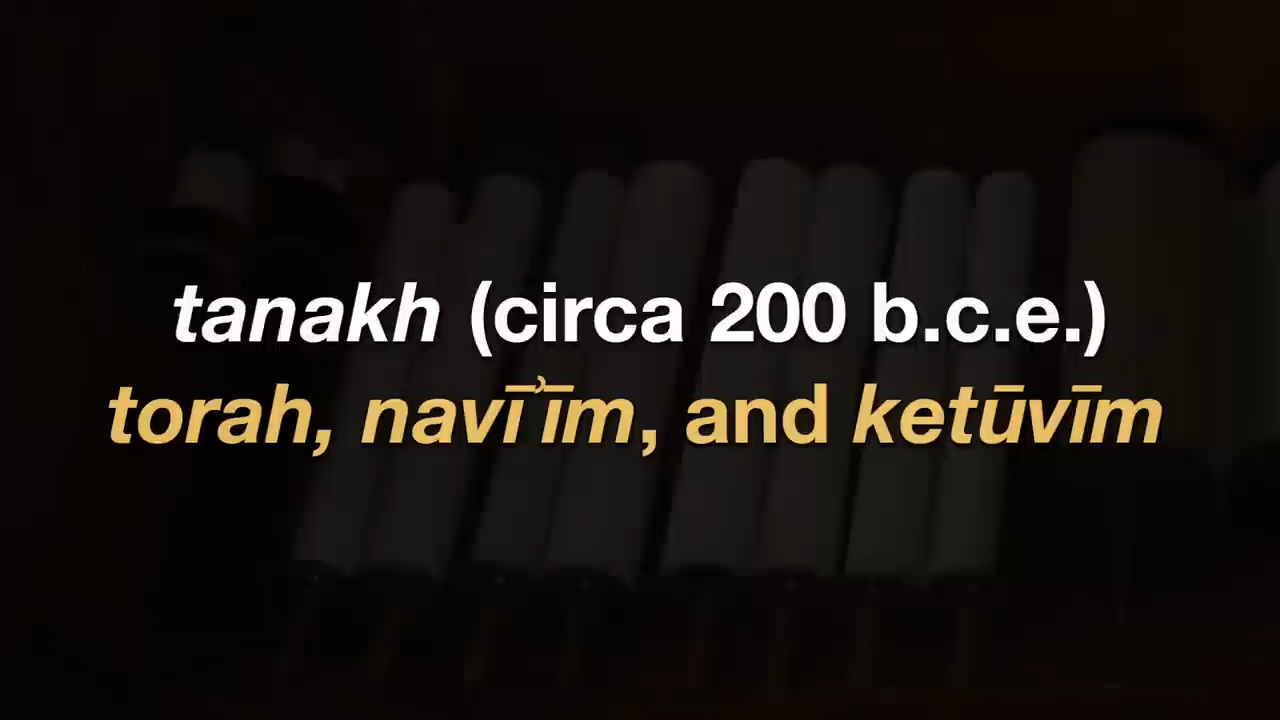 tanakh (circa 200 b.c.e.)
torah, navīʾīm, and ketūvīm